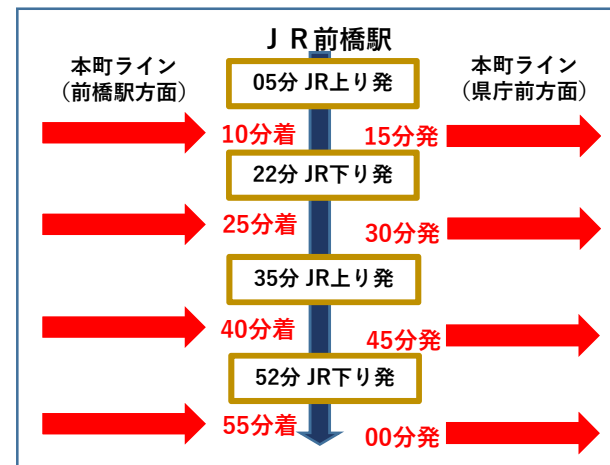 ＪＲ前橋駅
本町ライン
（前橋駅方面）
本町ライン
（県庁前方面）
05分 JR上り発
10分着
15分発
22分 JR下り発
25分着
30分発
35分 JR上り発
40分着
45分発
52分 JR下り発
55分着
00分発